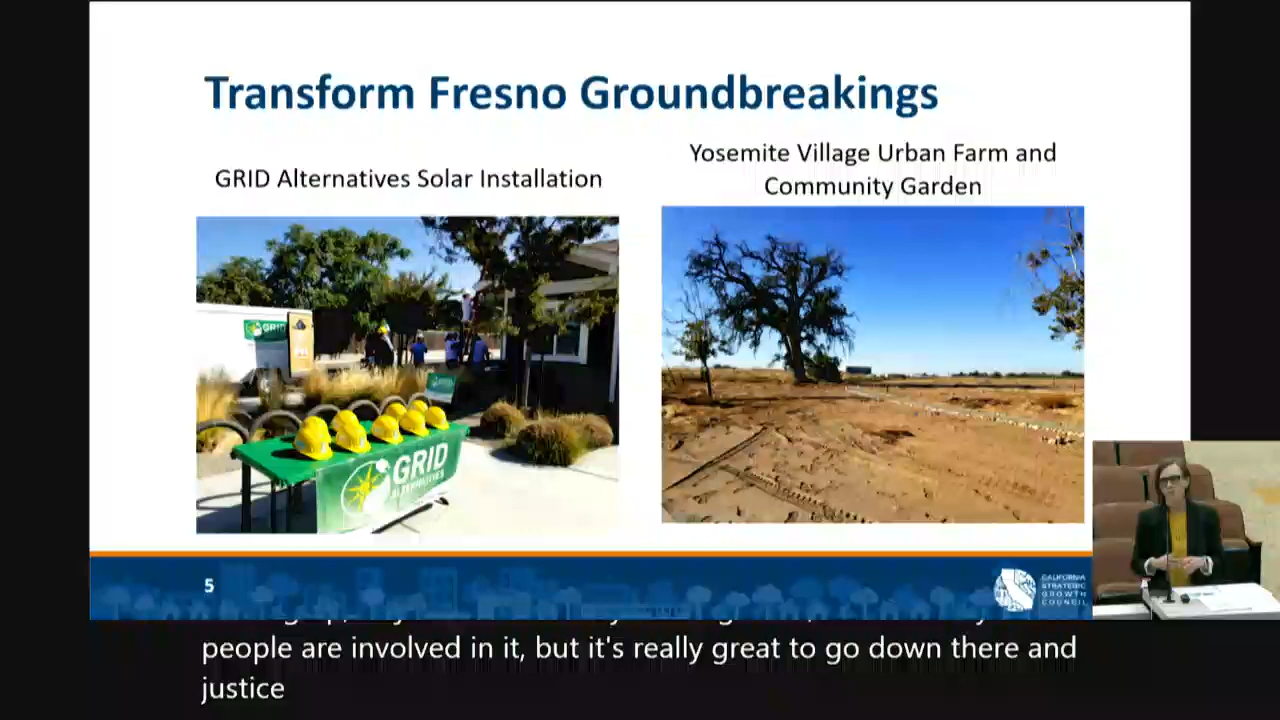 Transform Fresno Groundbreakings
GRID Alternatives Solar Installation
Yosemite Village Urban Farm and
Community Garden
GRID
GRID
ALTERNATIVES
5
CALIFORNIA
STRATEGIC
GROWTH
COUNCIL
people are involved in it, but it's really great to go down there and
justice